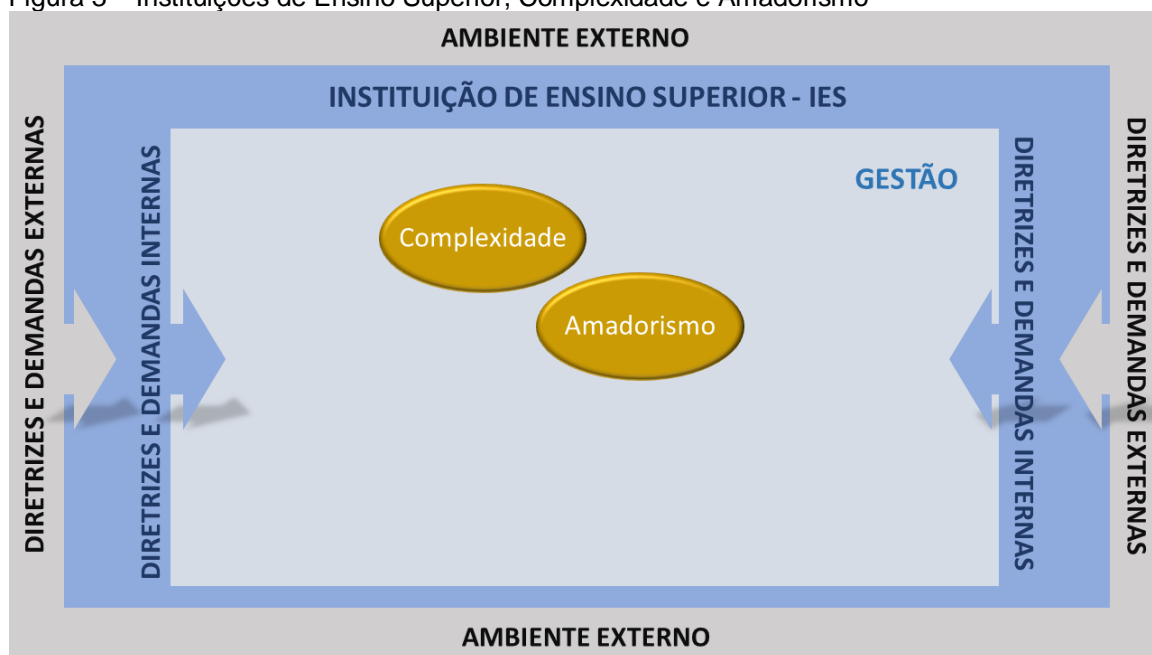 Figura 5 – Instituições de Ensino Superior, Complexidade e Amadorismo
AMBIENTE EXTERNO
INSTITUIÇÃO DE ENSINO SUPERIOR - IES
DIRETRIZES E DEMANDAS EXTERNAS
DIRETRIZES E DEMANDAS INTERNAS
GESTÃO
Complexidade
Amadorismo
DIRETRIZES E DEMANDAS INTERNAS
DIRETRIZES E DEMANDAS EXTERNAS
AMBIENTE EXTERNO